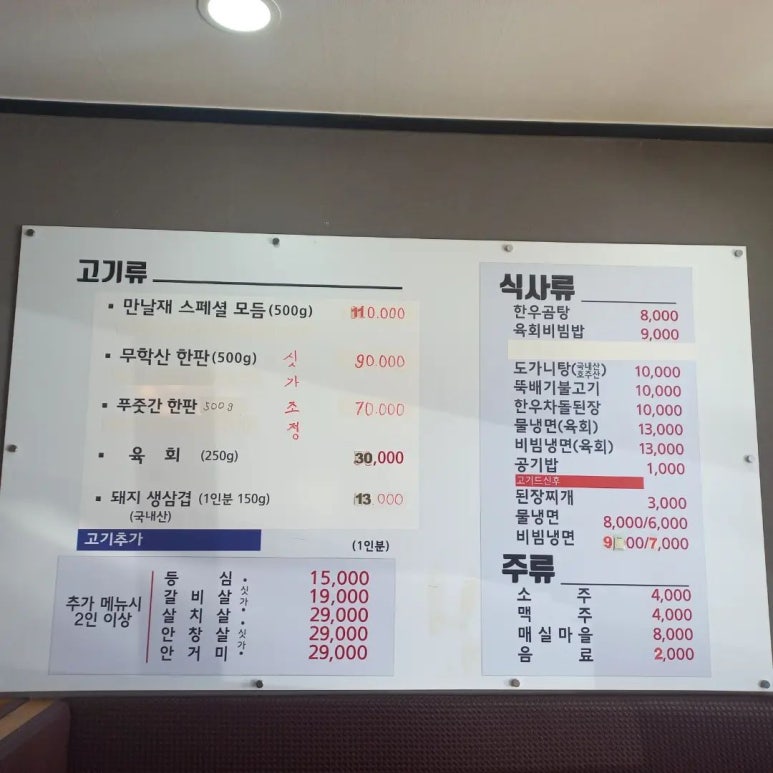 고기류
▪ 만날재 스페셜 모듬(500g) 110.000
▪ 무학산 한판(500g) 90.000
▪ 푸줏간 한판 500g 70.000
싯가조정
▪ 육 회 (250g) 30,000
▪ 돼지 생삼겹 (1인분 150g) 13.000
(국내산)
고기추가 (1인분)
추가 메뉴시
2인 이상
등 심 15,000
갈 비 살 19,000
살 치 살 29,000
안 창 살 29,000
안 거 미 29,000
•싯가•
•싯가•
식사류
한우곰탕 8,000
육회비빔밥 9,000
도가니탕(국내산 호주산) 10,000
뚝배기불고기 10,000
한우차돌된장 10,000
물냉면(육회) 13,000
비빔냉면(육회) 13,000
공기밥 1,000
고기드신후
된장찌개 3,000
물냉면 8,000/6,000
비빔냉면 00/7,000
주류
소 주 4,000
맥 주 4,000
매실마을 8,000
음 료 2,000